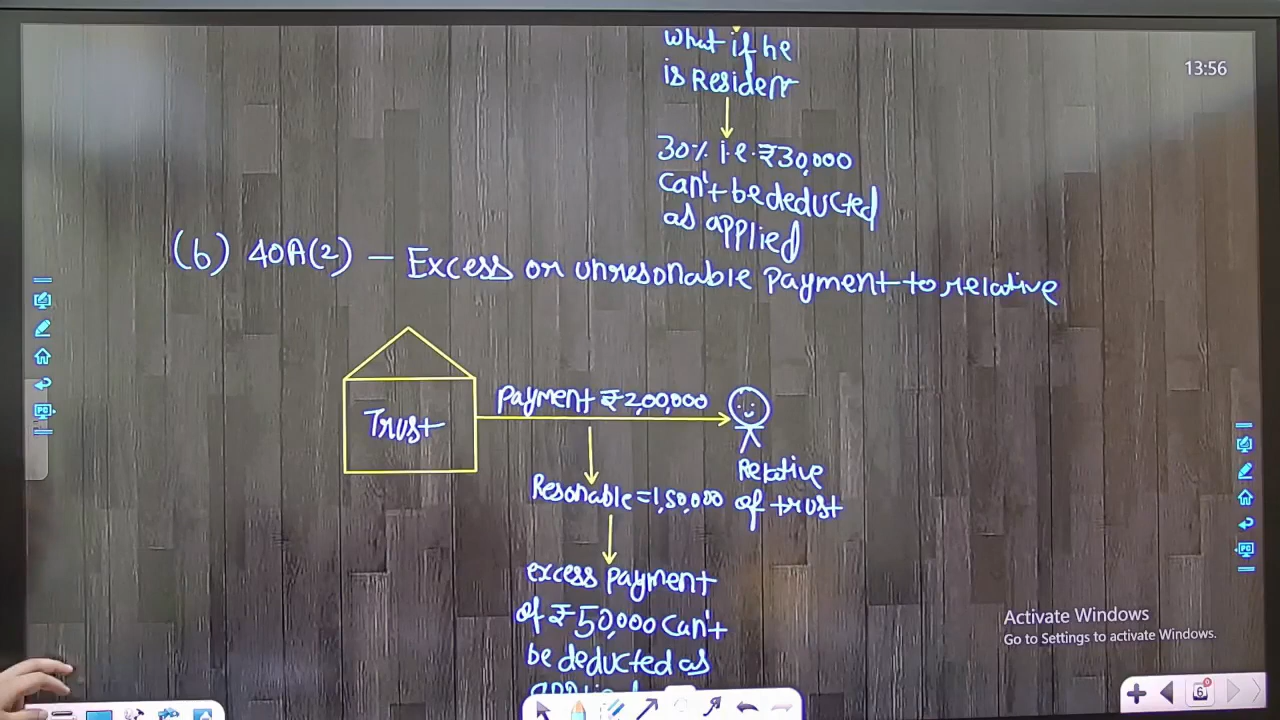 what if he
is Resident
13:56
30% i.e. ₹30,000
can't be deducted
as applied
(b) 40A(2) – Excess or unresonable payment to relative
Payment ₹2,00,000
Trust
Relative
of trust
Resonable = 1,50,000
excess payment
of ₹50,000 can't
be deducted as
applied
Activate Windows
Go to Settings to activate Windows.
6